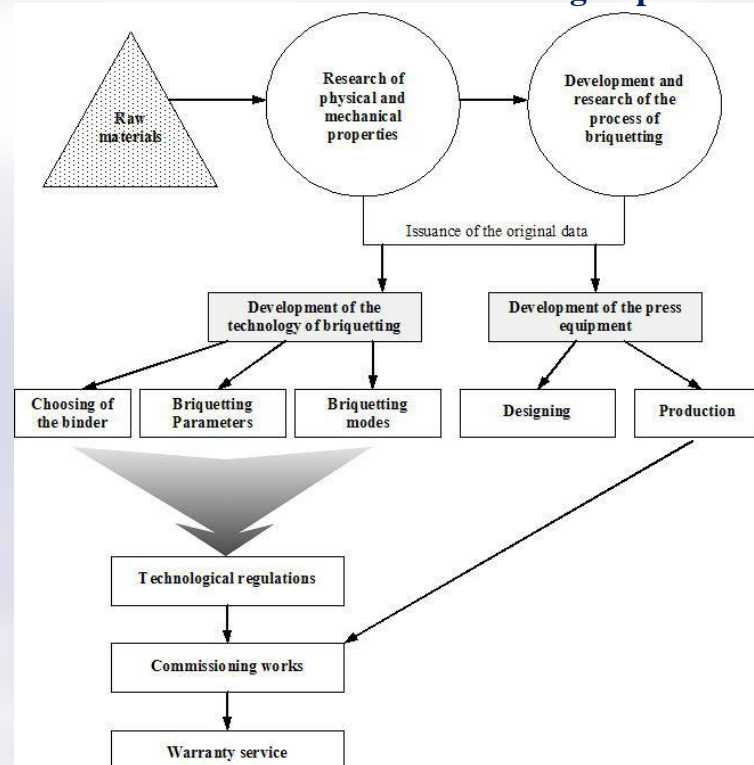 Raw
materials
Research of
physical and
mechanical
properties
Development and
research of the
process of
briquetting
Issuance of the original data
Development of the
technology of briquetting
Development of the press
equipment
Choosing of
the binder
Briquetting
Parameters
Briquetting
modes
Designing
Production
Technological regulations
Commissioning works
Warranty service